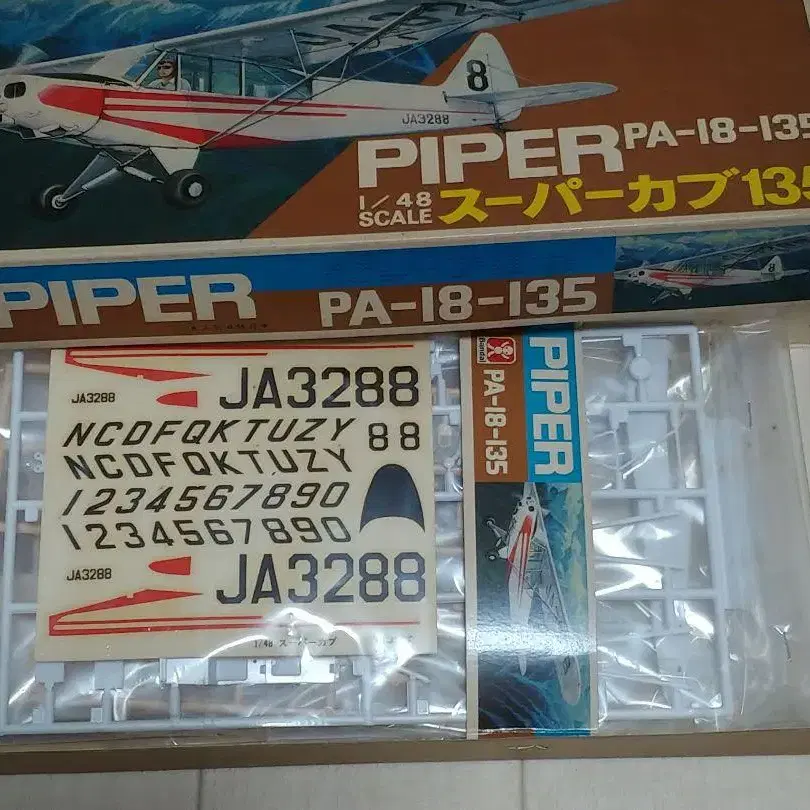 JA3288
8
JA3288
PIPER PA-18-135
1/48
SCALE
スーパーカブ135
PIPER PA-18-135
JA3288
JA3288
NCDFQKTUZY
88
NCDFQKTUZY
1234567890
1234567890
JA3288
JA3288
1/48 スーパーカブ
Bandai
PIPER
PA-18-135